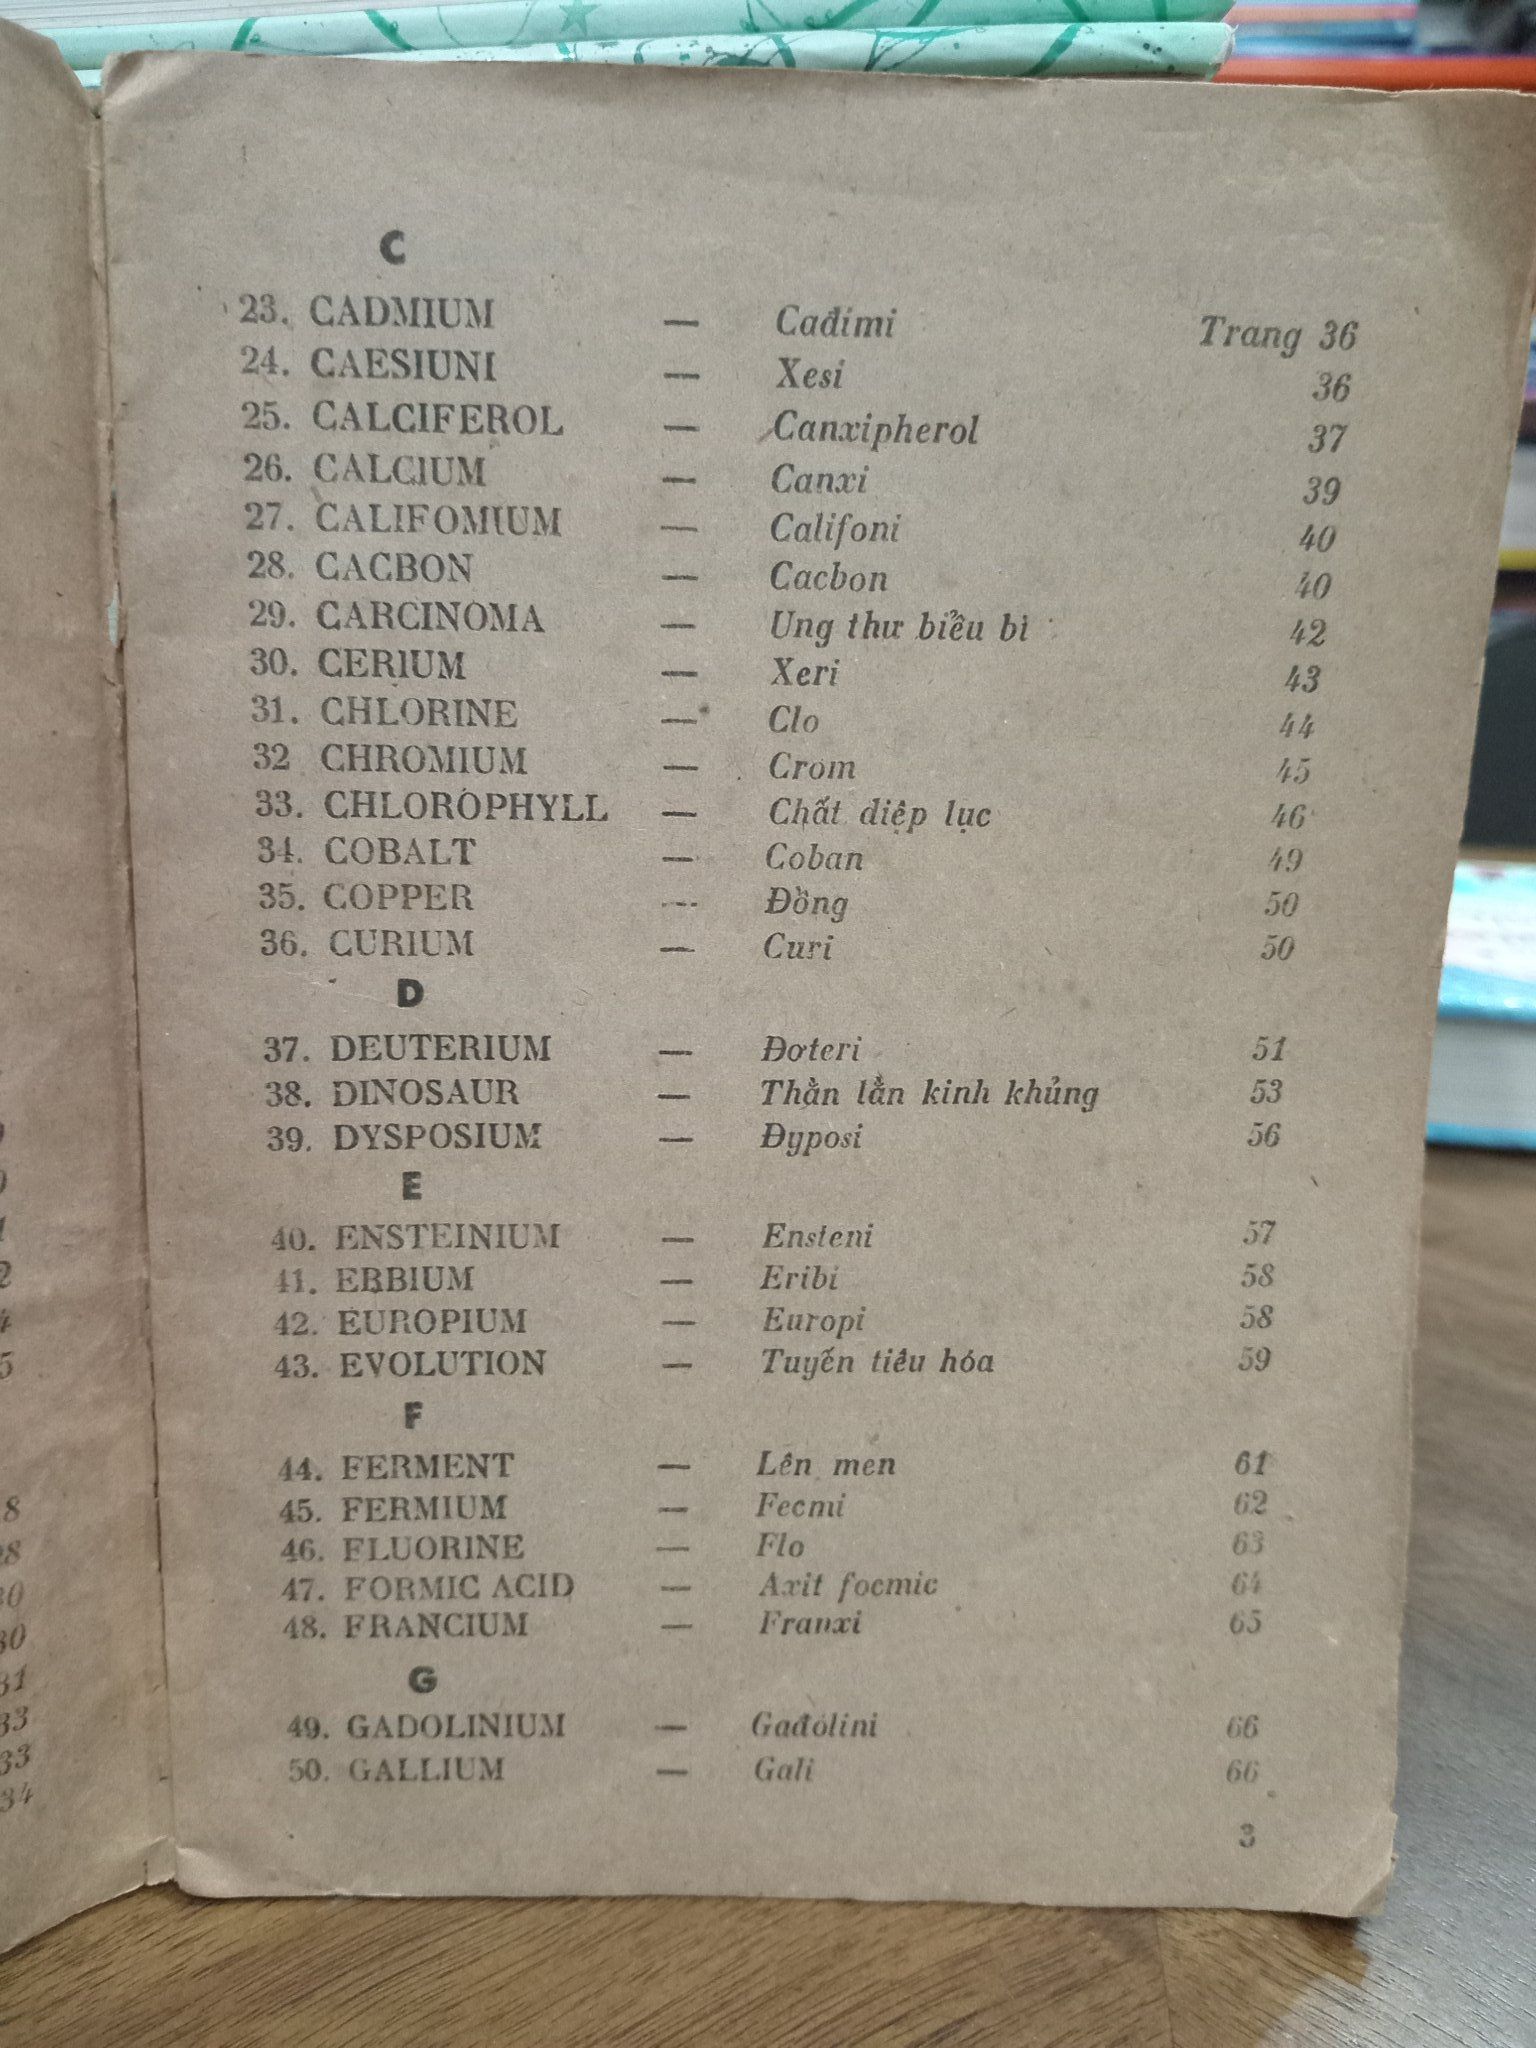 C
23. CADMIUM — Cađimi Trang 36
24. CAESIUNI — Xesi 36
25. CALCIFEROL — Canxipherol 37
26. CALCIUM — Canxi 39
27. CALIFOMIUM — Califoni 40
28. CACBON — Cacbon 40
29. CARCINOMA — Ung thư biểu bì 42
30. CERIUM — Xeri 43
31. CHLORINE — Clo 44
32 CHROMIUM — Crom 45
33. CHLOROPHYLL — Chất diệp lục 46
34. COBALT — Coban 49
35. COPPER — Đồng 50
36. CURIUM — Curi 50
D
37. DEUTERIUM — Đơteri 51
38. DINOSAUR — Thằn lằn kinh khủng 53
39. DYSPOSIUM — Đyposi 56
E
40. ENSTEINIUM — Ensteni 57
41. ERBIUM — Eribi 58
42. EUROPIUM — Europi 58
43. EVOLUTION — Tuyến tiêu hóa 59
F
44. FERMENT — Lên men 61
45. FERMIUM — Fecmi 62
46. FLUORINE — Flo 63
47. FORMIC ACID — Axit focmic 64
48. FRANCIUM — Franxi 65
G
49. GADOLINIUM — Gađolini 66
50. GALLIUM — Gali 66
3